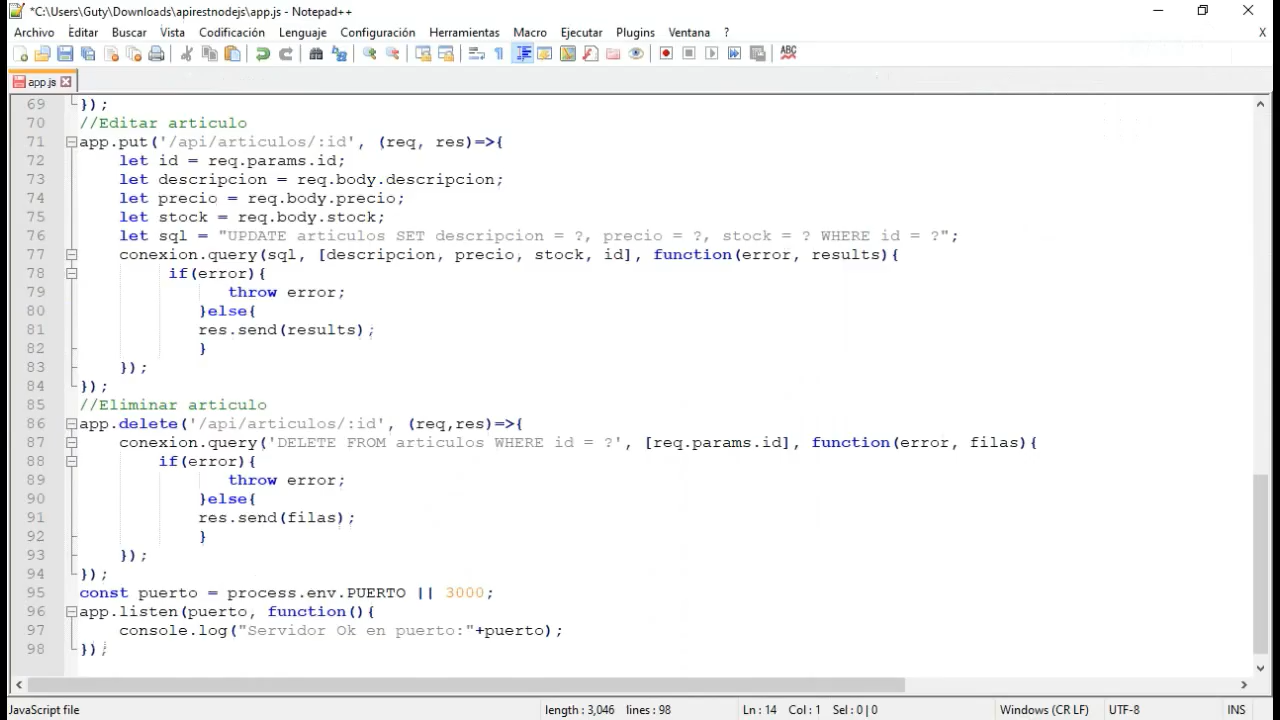 *C:\Users\Guty\Downloads\apirestnodejs\app.js - Notepad++
Archivo Editar Buscar Vista Codificación Lenguaje Configuración Herramientas Macro Ejecutar Plugins Ventana ? X
ABC
app.js
69 });
70 //Editar articulo
71 app.put('/api/articulos/:id', (req, res)=>{
72 let id = req.params.id;
73 let descripcion = req.body.descripcion;
74 let precio = req.body.precio;
75 let stock = req.body.stock;
76 let sql = "UPDATE articulos SET descripcion = ?, precio = ?, stock = ? WHERE id = ?";
77 conexion.query(sql, [descripcion, precio, stock, id], function(error, results){
78 if(error){
79 throw error;
80 }else{
81 res.send(results);
82 }
83 });
84 });
85 //Eliminar articulo
86 app.delete('/api/articulos/:id', (req,res)=>{
87 conexion.query('DELETE FROM articulos WHERE id = ?', [req.params.id], function(error, filas){
88 if(error){
89 throw error;
90 }else{
91 res.send(filas);
92 }
93 });
94 });
95 const puerto = process.env.PUERTO || 3000;
96 app.listen(puerto, function(){
97 console.log("Servidor Ok en puerto:"+puerto);
98 });
JavaScript file length : 3,046 lines : 98 Ln : 14 Col : 1 Sel : 0 | 0 Windows (CR LF) UTF-8 INS